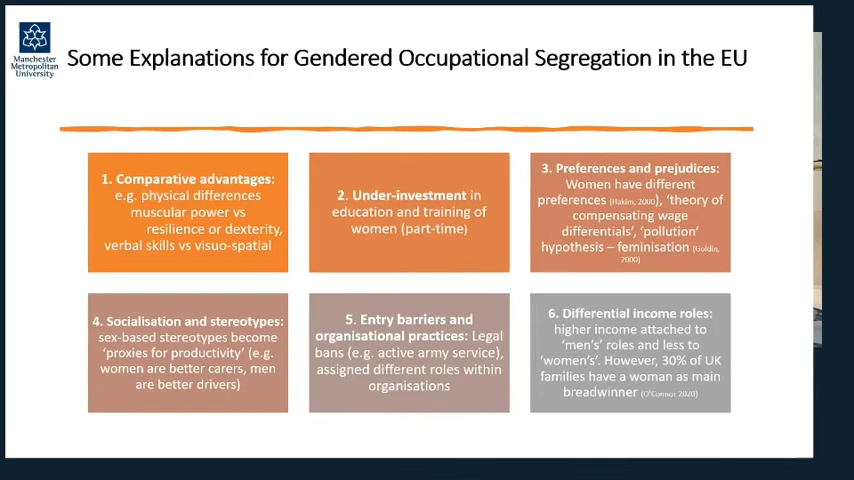 Manchester
Metropolitan
University
Some Explanations for Gendered Occupational Segregation in the EU
1. Comparative advantages:
e.g. physical differences
muscular power vs
resilience or dexterity,
verbal skills vs visuo-spatial
2. Under-investment in
education and training of
women (part-time)
3. Preferences and prejudices:
Women have different
preferences (Hakim, 2000), ‘theory of
compensating wage
differentials’, ‘pollution’
hypothesis – feminisation (Goldin,
2000)
4. Socialisation and stereotypes:
sex-based stereotypes become
‘proxies for productivity’ (e.g.
women are better carers, men
are better drivers)
5. Entry barriers and
organisational practices: Legal
bans (e.g. active army service),
assigned different roles within
organisations
6. Differential income roles:
higher income attached to
‘men’s’ roles and less to
‘women’s’. However, 30% of UK
families have a woman as main
breadwinner (O’Connor 2020)